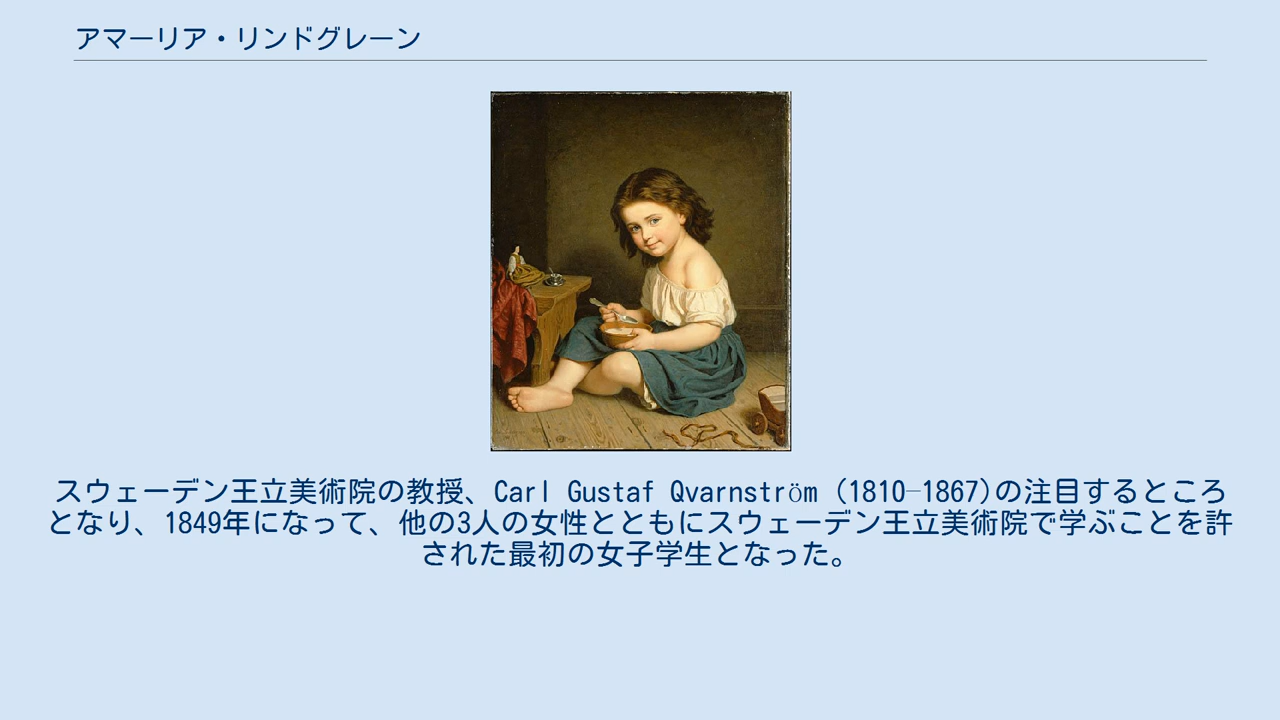 アマーリア・リンドグレーン
スウェーデン王立美術院の教授、Carl Gustaf Qvarnström (1810–1867)の注目するところ
となり、1849年になって、他の3人の女性とともにスウェーデン王立美術院で学ぶことを許
された最初の女子学生となった。